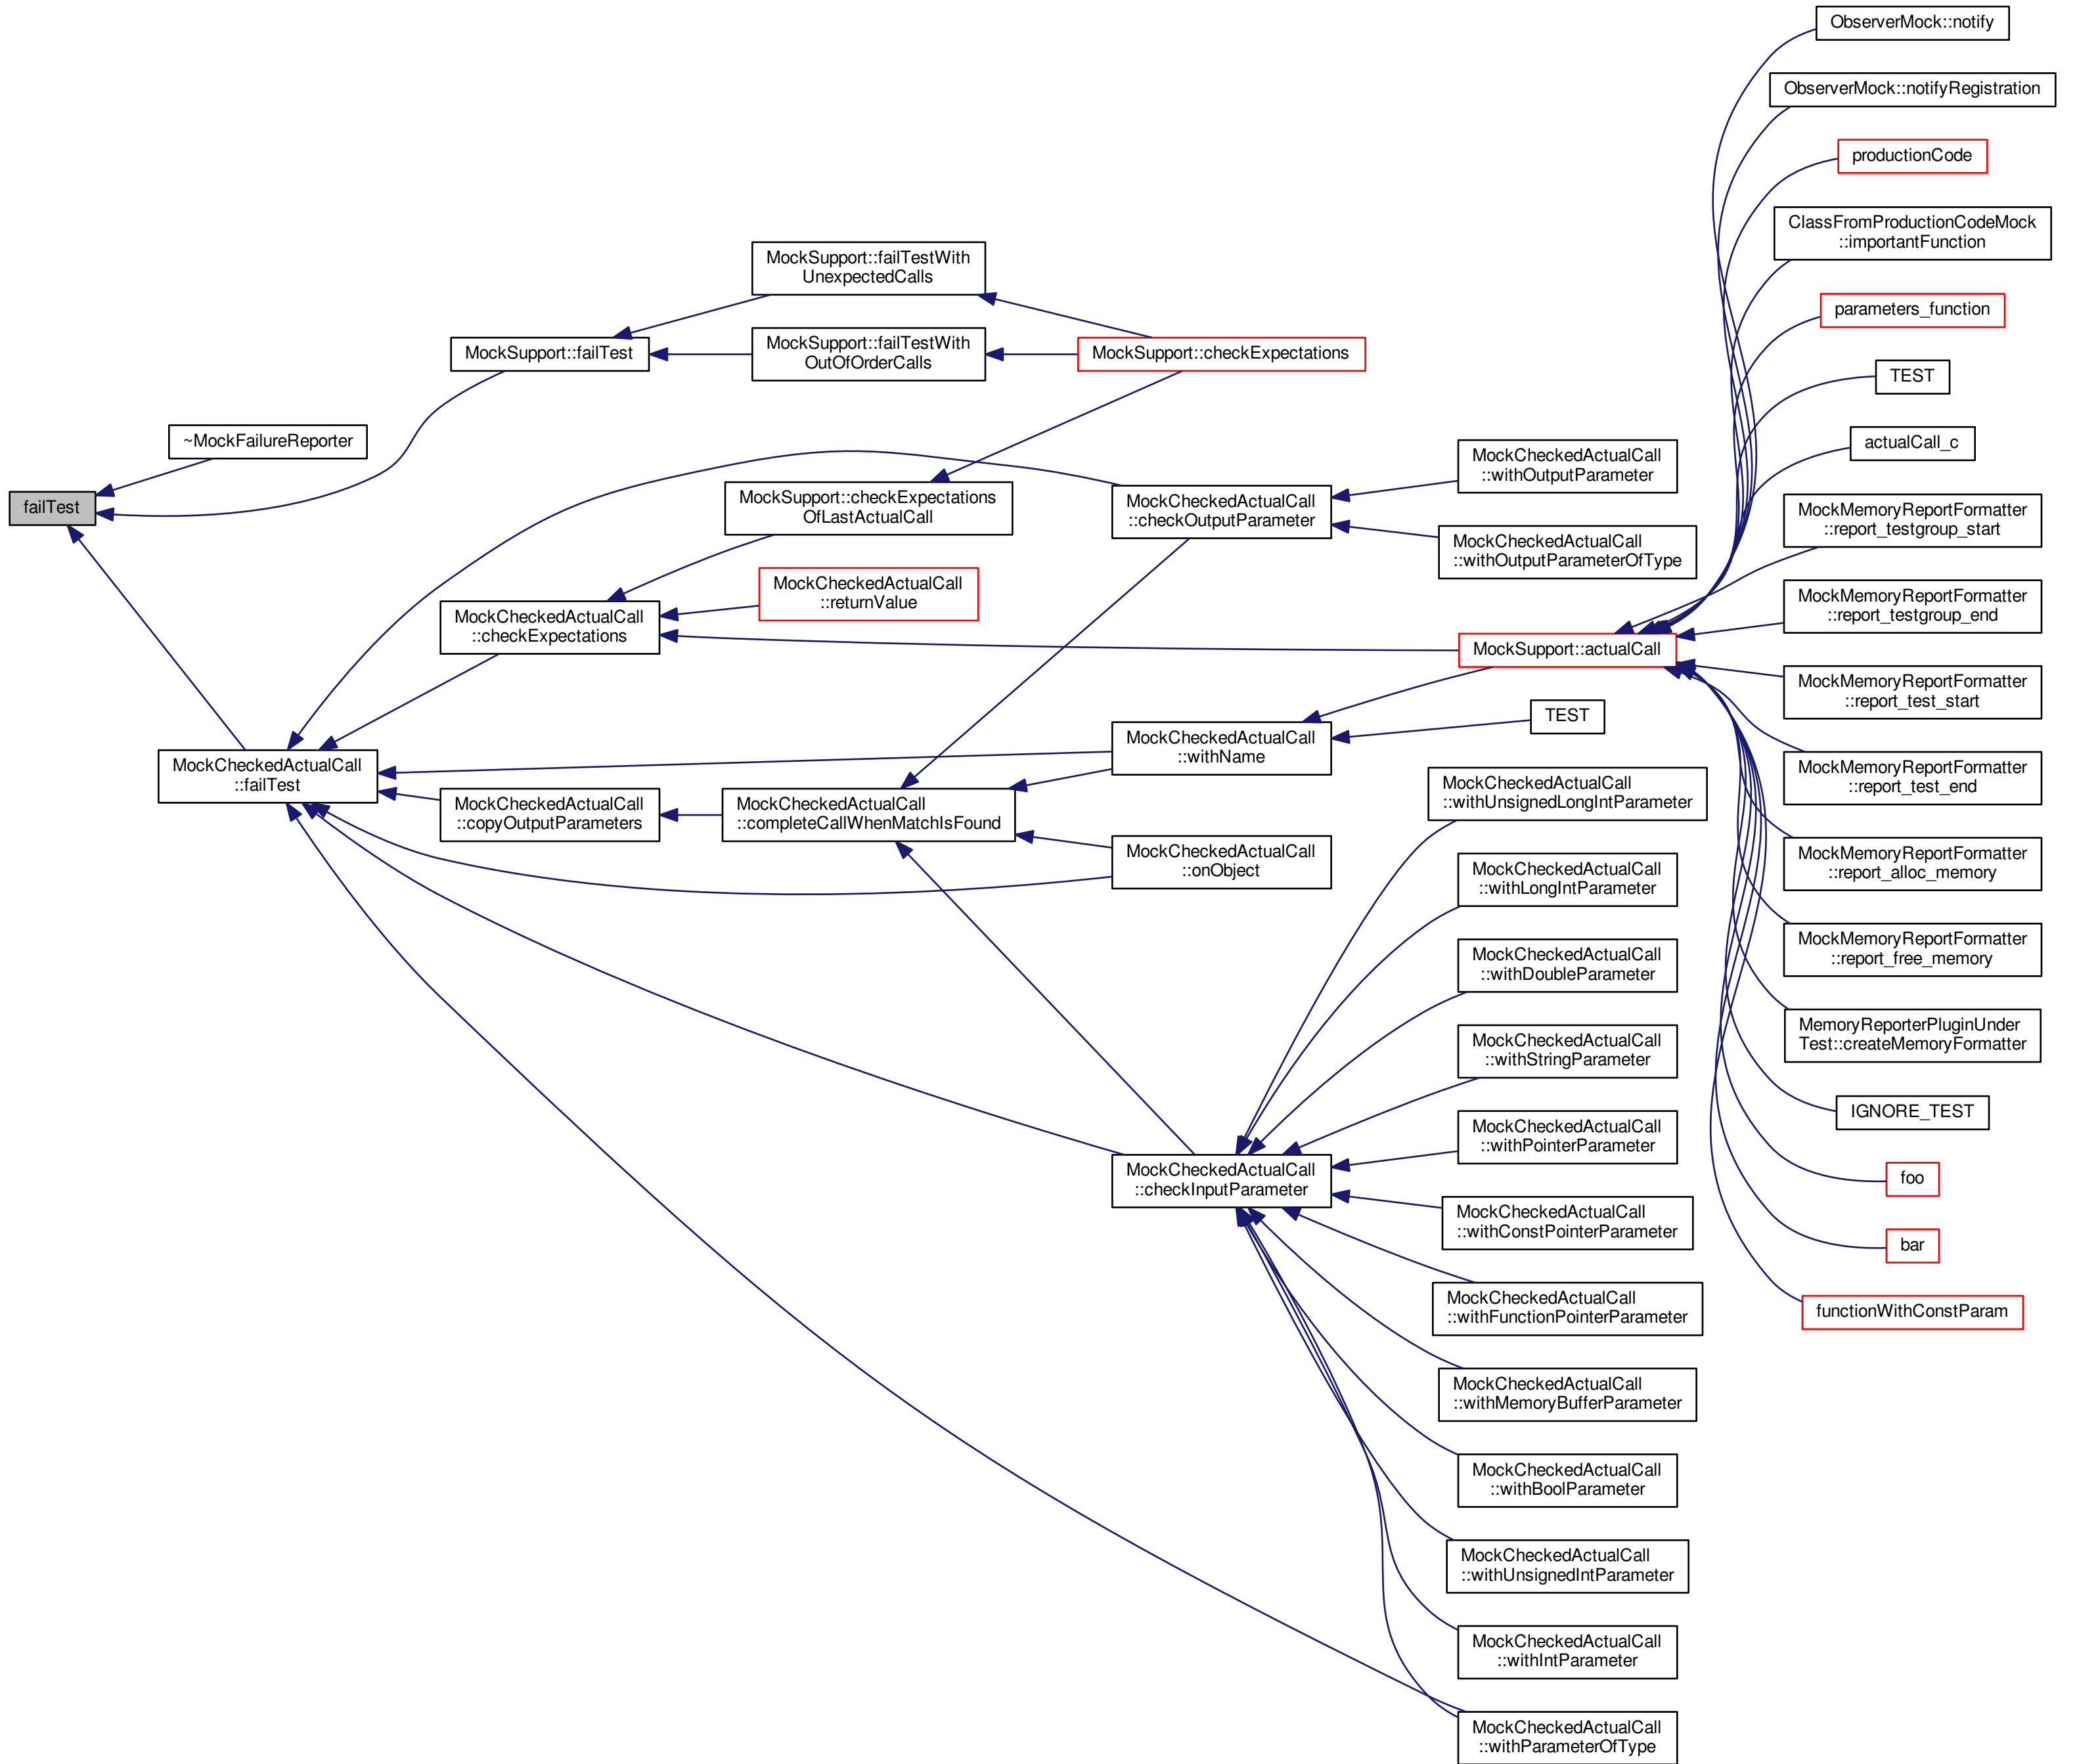 failTest
~MockFailureReporter
MockCheckedActualCall
::failTest
MockSupport::failTest
MockCheckedActualCall
::checkExpectations
MockCheckedActualCall
::copyOutputParameters
MockSupport::failTestWith
UnexpectedCalls
MockSupport::failTestWith
OutOfOrderCalls
MockSupport::checkExpectations
OfLastActualCall
MockCheckedActualCall
::returnValue
MockCheckedActualCall
::completeCallWhenMatchIsFound
MockSupport::checkExpectations
MockCheckedActualCall
::checkOutputParameter
MockCheckedActualCall
::withName
MockCheckedActualCall
::onObject
MockCheckedActualCall
::checkInputParameter
MockCheckedActualCall
::withOutputParameter
MockCheckedActualCall
::withOutputParameterOfType
MockSupport::actualCall
TEST
MockCheckedActualCall
::withUnsignedLongIntParameter
MockCheckedActualCall
::withLongIntParameter
MockCheckedActualCall
::withDoubleParameter
MockCheckedActualCall
::withStringParameter
MockCheckedActualCall
::withPointerParameter
MockCheckedActualCall
::withConstPointerParameter
MockCheckedActualCall
::withFunctionPointerParameter
MockCheckedActualCall
::withMemoryBufferParameter
MockCheckedActualCall
::withBoolParameter
MockCheckedActualCall
::withUnsignedIntParameter
MockCheckedActualCall
::withIntParameter
MockCheckedActualCall
::withParameterOfType
ObserverMock::notify
ObserverMock::notifyRegistration
productionCode
ClassFromProductionCodeMock
::importantFunction
parameters_function
TEST
actualCall_c
MockMemoryReportFormatter
::report_testgroup_start
MockMemoryReportFormatter
::report_testgroup_end
MockMemoryReportFormatter
::report_test_start
MockMemoryReportFormatter
::report_test_end
MockMemoryReportFormatter
::report_alloc_memory
MockMemoryReportFormatter
::report_free_memory
MemoryReporterPluginUnder
Test::createMemoryFormatter
IGNORE_TEST
foo
bar
functionWithConstParam